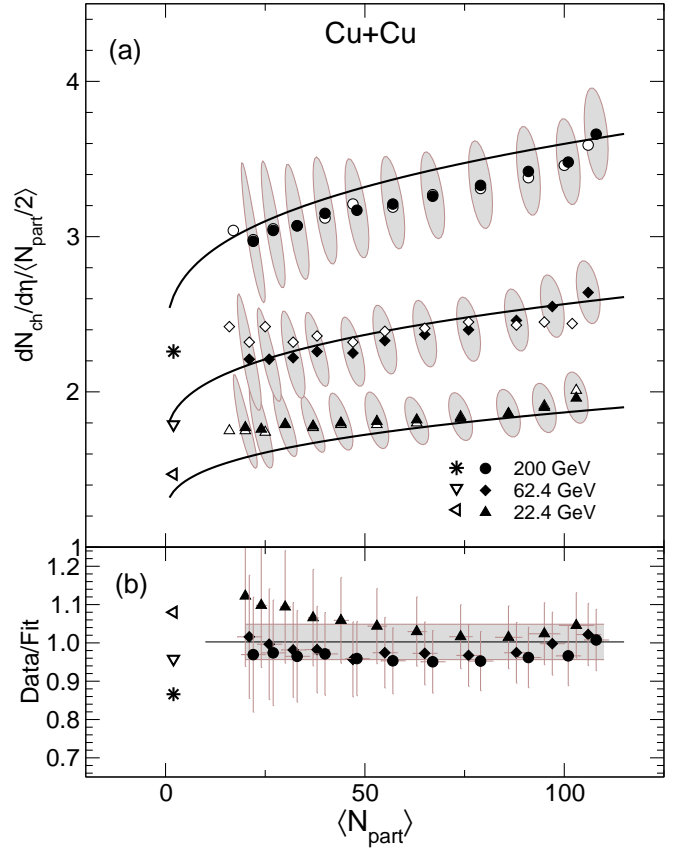 Cu+Cu
(a)
dN_ch/dη/⟨N_part/2⟩
4
3
2
1
200 GeV
62.4 GeV
22.4 GeV
(b)
Data/Fit
1.2
1.1
1.0
0.9
0.8
0.7
0
50
100
⟨N_part⟩